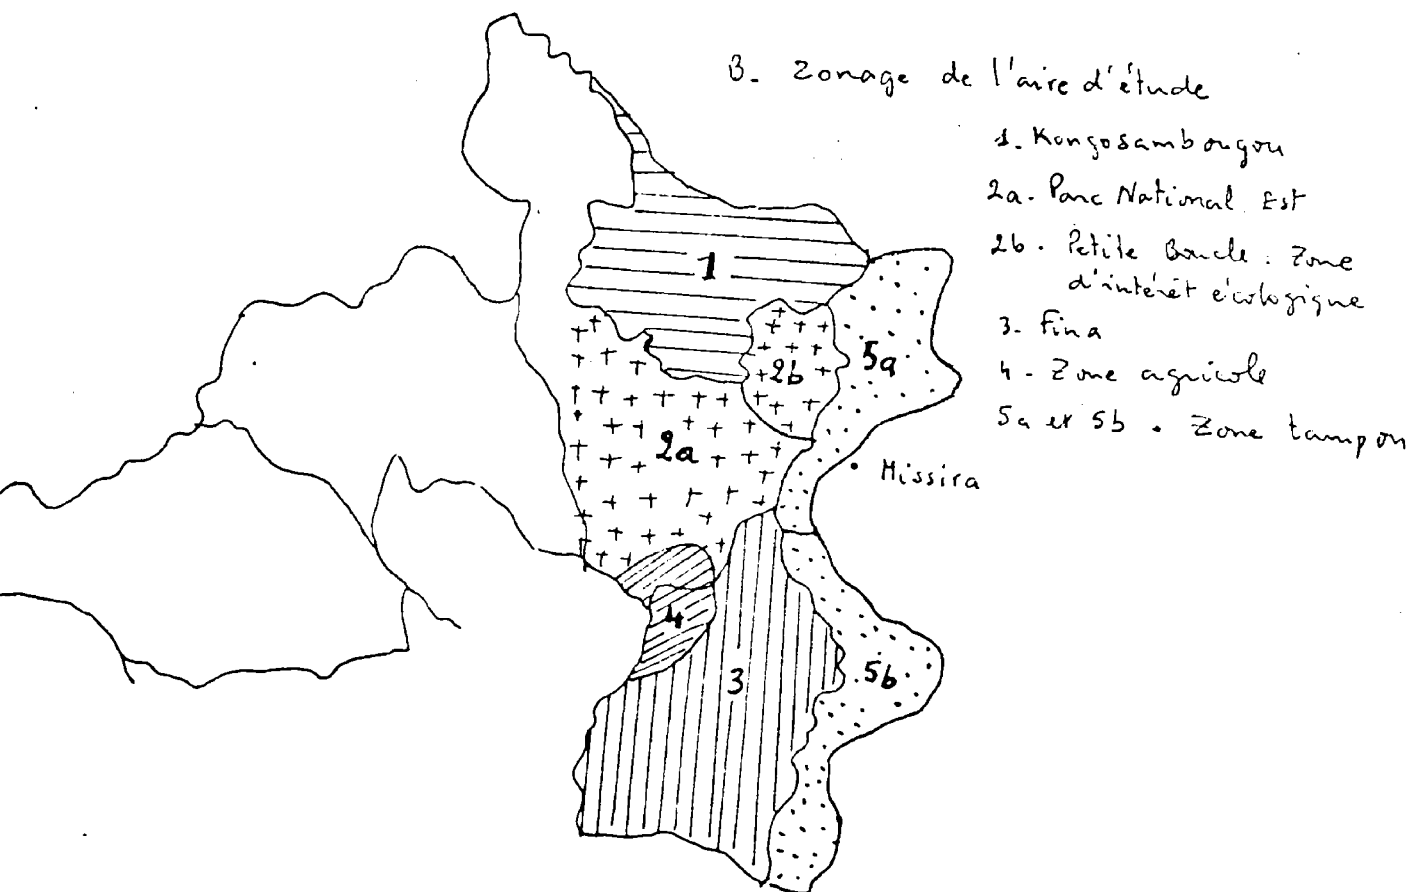 B. Zonage de l'aire d'étude
1. Kongosambougou
2a. Parc National Est
2b. Petite Boucle. Zone
d'intérêt écologique
3. Fina
4 - Zone agricole
5a et 5b. Zone tampon
1
2b
5a
2a
Missira
4
3
5b